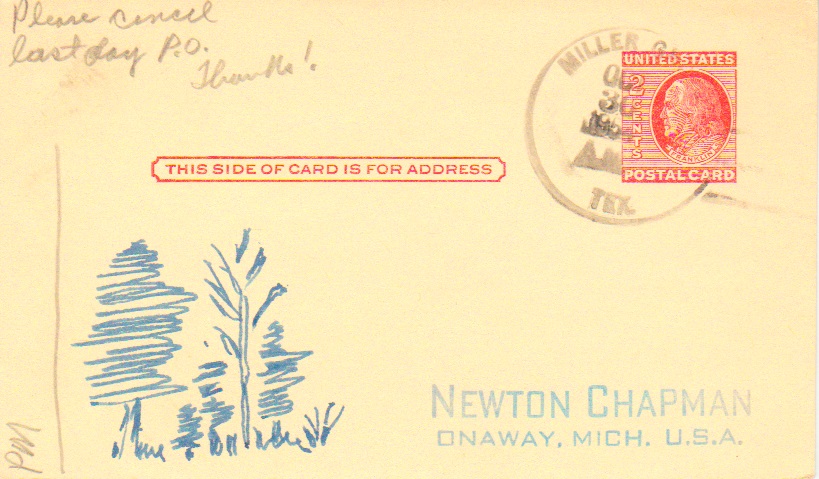 Please cancel
last day P.O.
Thanks!
MILLER
TEX.
UNITED STATES
2 CENTS
FRANKLIN
POSTAL CARD
THIS SIDE OF CARD IS FOR ADDRESS
NEWTON CHAPMAN
ONAWAY, MICH. U.S.A.